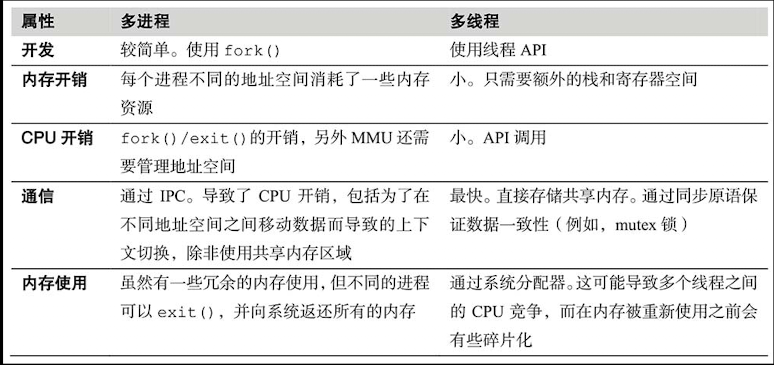 属性 多进程 多线程
开发 较简单。使用 fork() 使用线程 API
内存开销 每个进程不同的地址空间消耗了一些内存 小。只需要额外的栈和寄存器空间
资源
CPU 开销 fork()/exit()的开销，另外 MMU 还需 小。API 调用
要管理地址空间
通信 通过 IPC。导致了 CPU 开销，包括为了在 最快。直接存储共享内存。通过同步原语保
不同地址空间之间移动数据而导致的上下 证数据一致性（例如，mutex 锁）
文切换，除非使用共享内存区域
内存使用 虽然有一些冗余的内存使用，但不同的进程 通过系统分配器。这可能导致多个线程之间
可以 exit()，并向系统返还所有的内存 的 CPU 竞争，而在内存被重新使用之前会
有些碎片化